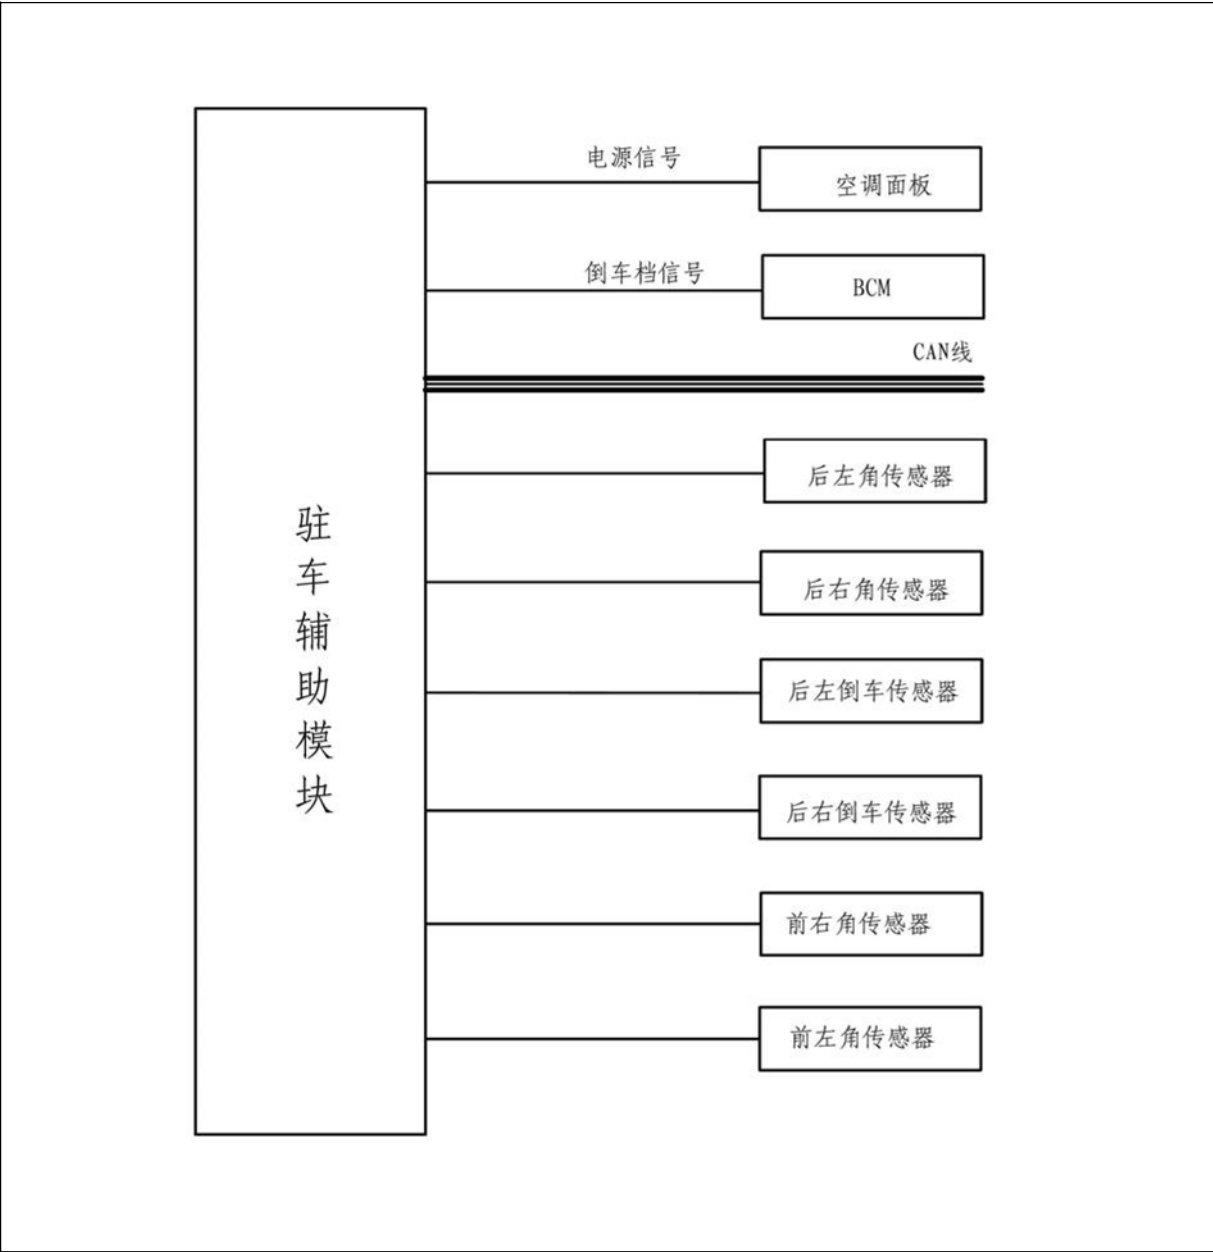 电源信号
空调面板
倒车档信号
BCM
CAN线
后左角传感器
驻车辅助模块
后右角传感器
后左倒车传感器
后右倒车传感器
前右角传感器
前左角传感器